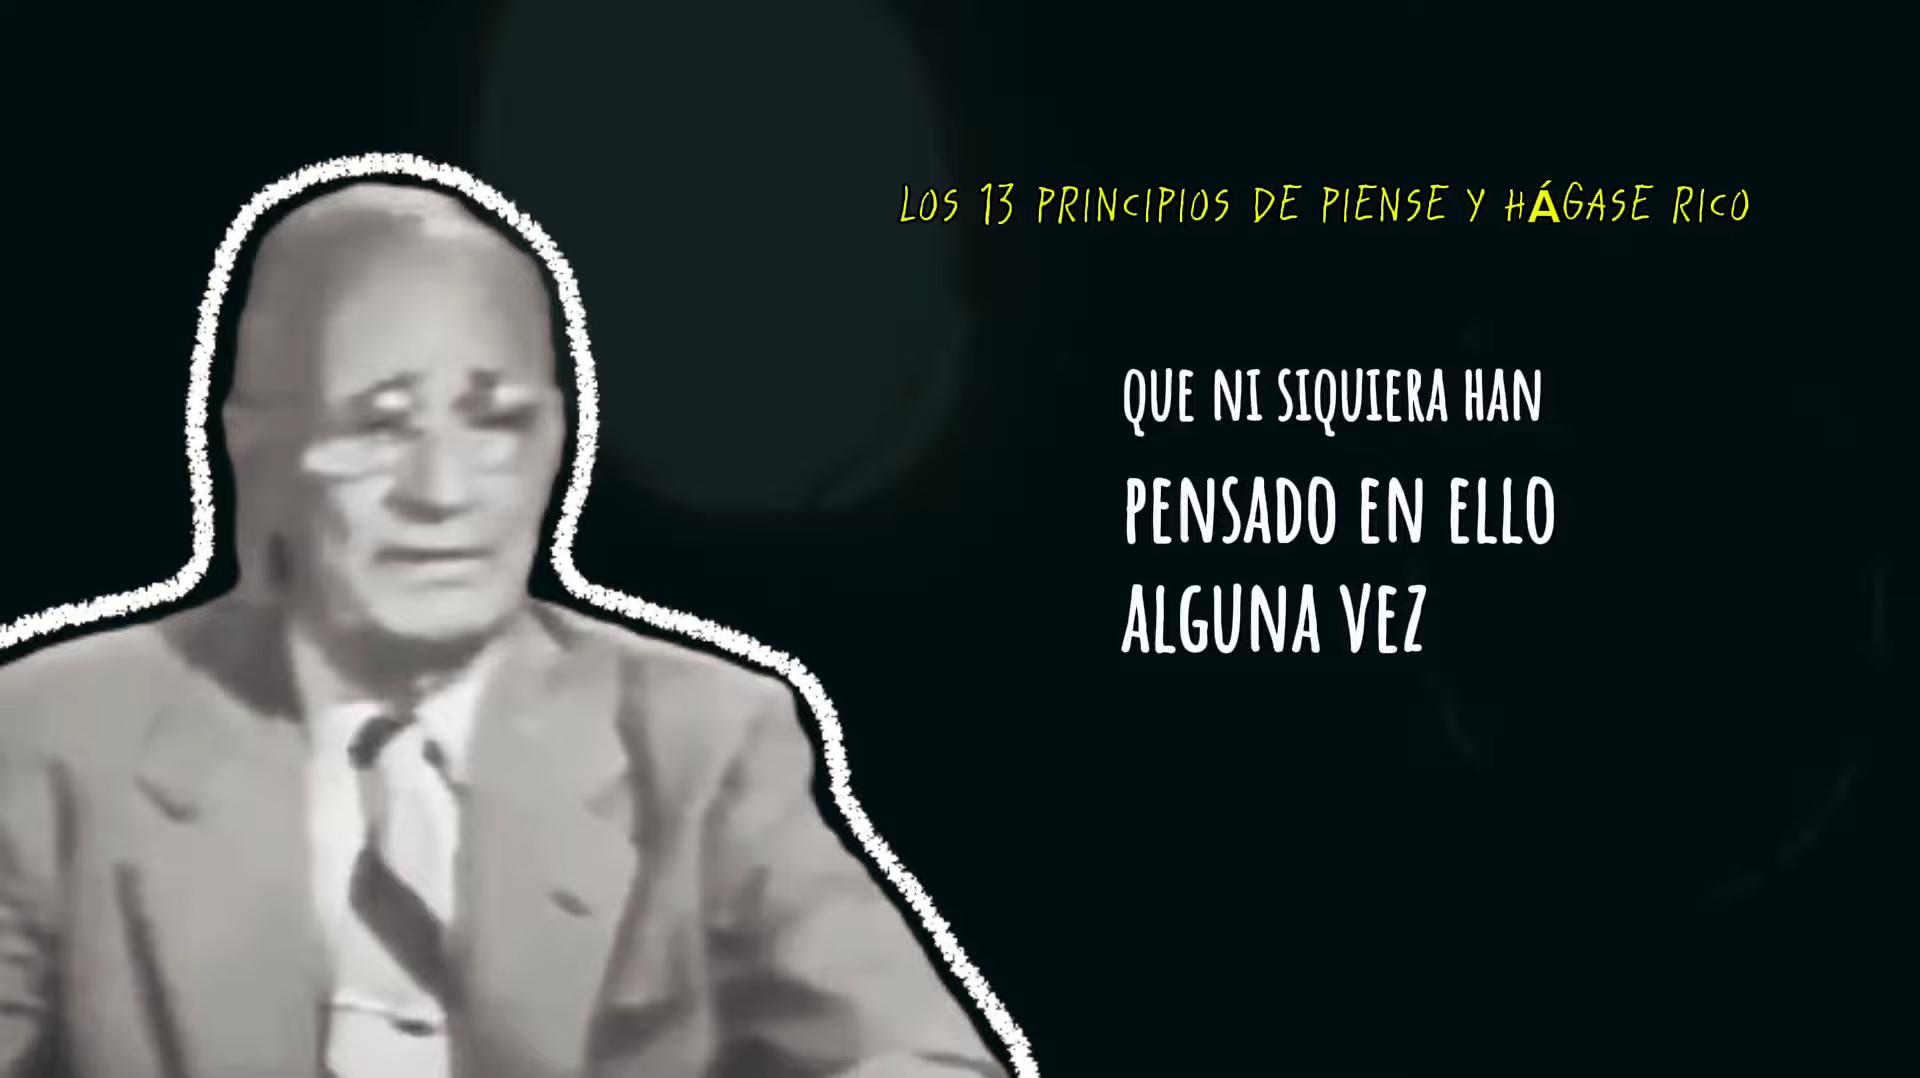 LOS 13 PRINCIPIOS DE PIENSE Y HÁGASE RICO
QUE NI SIQUIERA HAN
PENSADO EN ELLO
ALGUNA VEZ